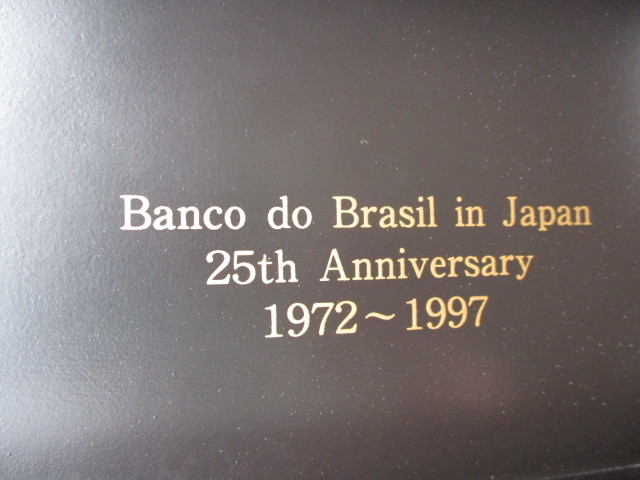 Banco do Brasil in Japan
25th Anniversary
1972~1997